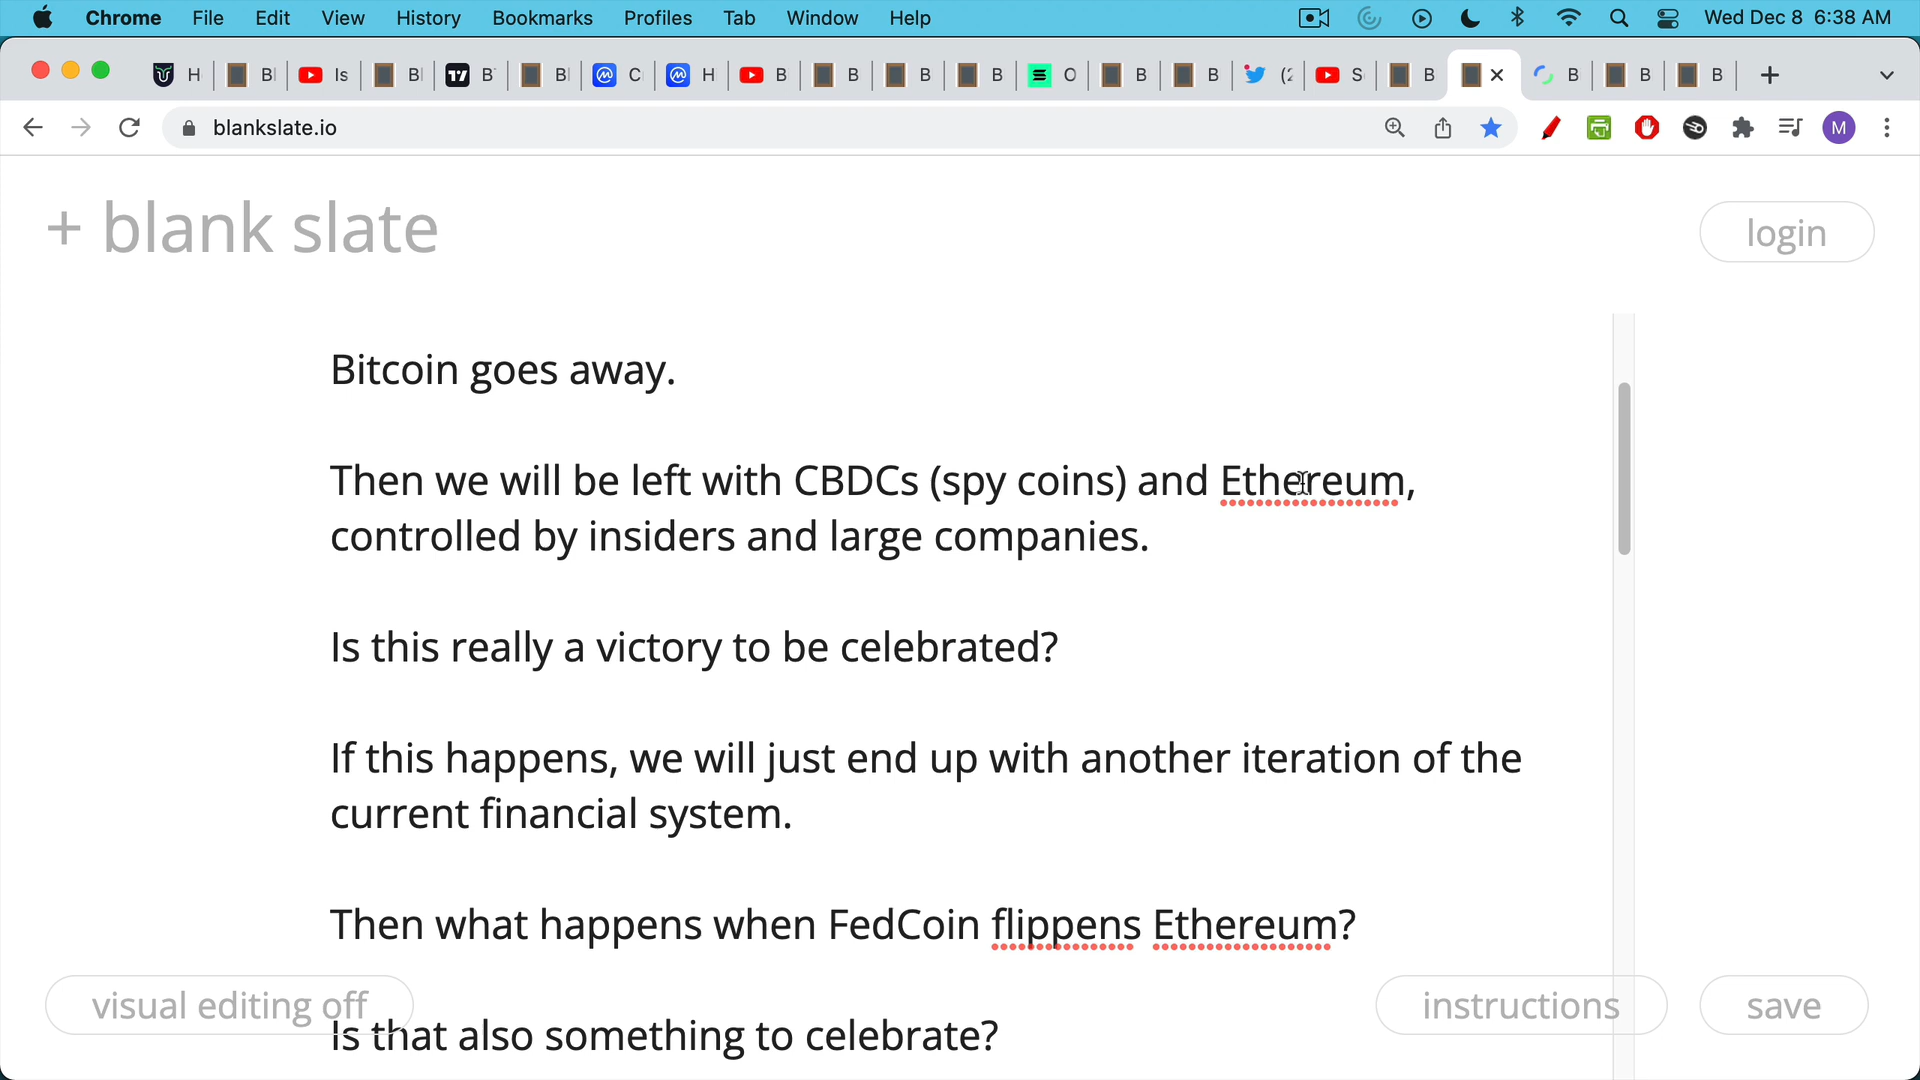 Chrome File Edit View History Bookmarks Profiles Tab Window Help Wed Dec 8 6:38 AM
H B Is B B B C H B B B B O B B (2 S B B B B
blankslate.io M
+ blank slate
login
Bitcoin goes away.
Then we will be left with CBDCs (spy coins) and Ethereum,
controlled by insiders and large companies.
Is this really a victory to be celebrated?
If this happens, we will just end up with another iteration of the
current financial system.
Then what happens when FedCoin flippens Ethereum?
visual editing off
instructions
save
Is that also something to celebrate?